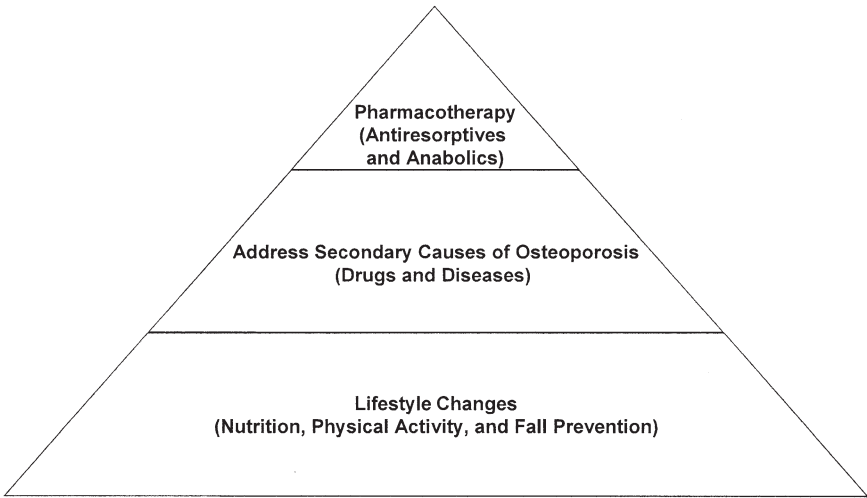 Pharmacotherapy
(Antiresorptives
and Anabolics)
Address Secondary Causes of Osteoporosis
(Drugs and Diseases)
Lifestyle Changes
(Nutrition, Physical Activity, and Fall Prevention)